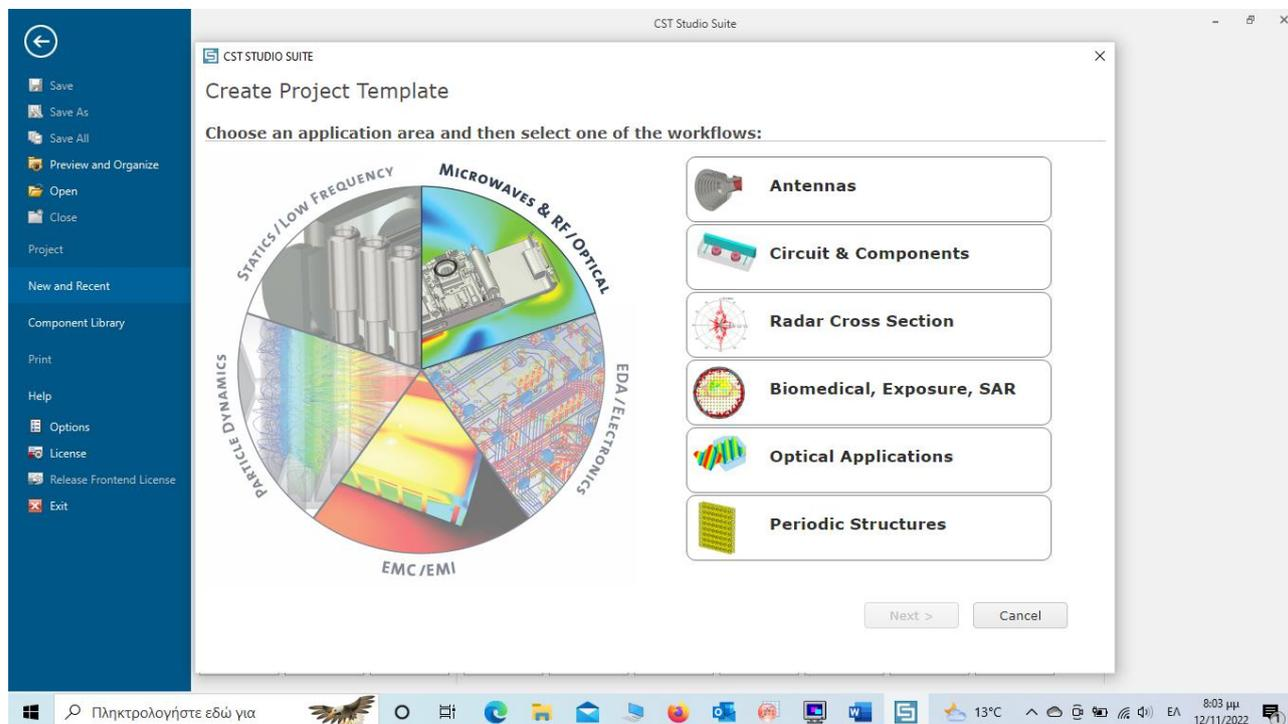 CST Studio Suite
Save
Save As
Save All
Preview and Organize
Open
Close
Project
New and Recent
Component Library
Print
Help
Options
License
Release Frontend License
Exit
CST STUDIO SUITE
Create Project Template
Choose an application area and then select one of the workflows:
STATICS / LOW FREQUENCY
MICROWAVES & RF / OPTICAL
EDA / ELECTRONICS
EMC / EMI
PARTICLE DYNAMICS
Antennas
Circuit & Components
Radar Cross Section
Biomedical, Exposure, SAR
Optical Applications
Periodic Structures
Next >
Cancel
Πληκτρολογήστε εδώ για
13°C
ΕΛ
8:03 μμ
12/11/2022